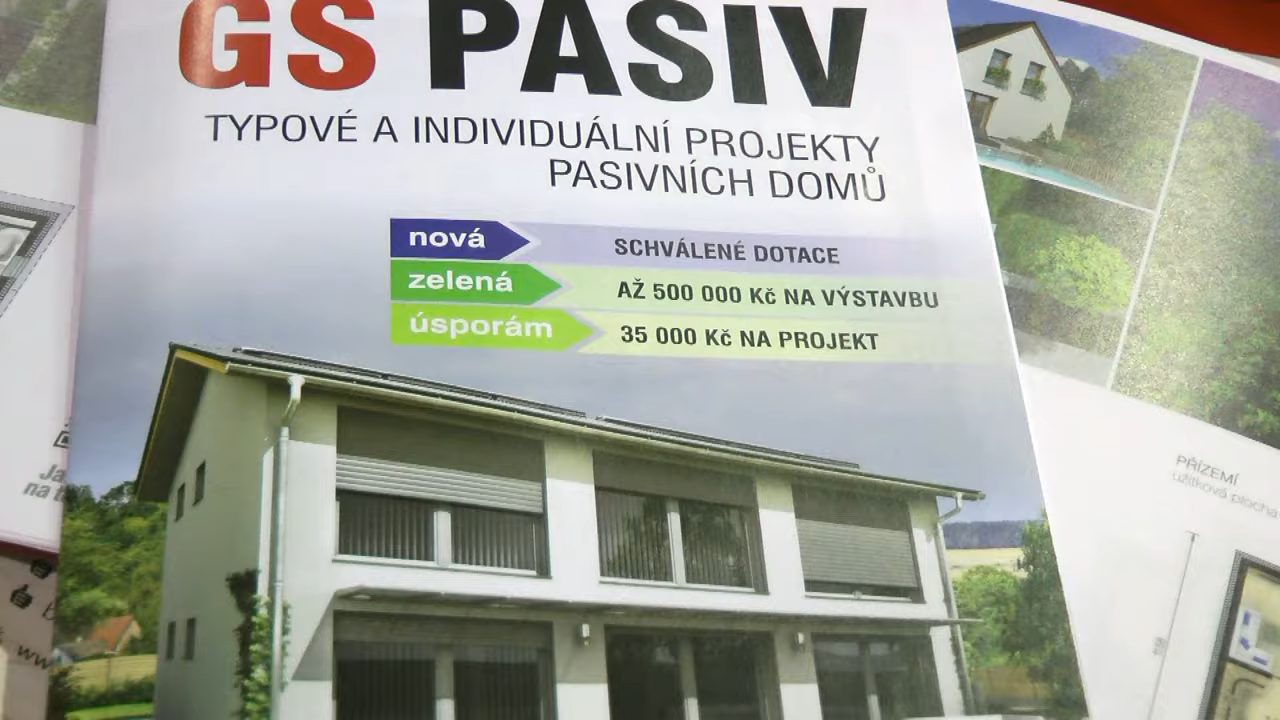 GS PASIV
TYPOVÉ A INDIVIDUÁLNÍ PROJEKTY
PASIVNÍCH DOMŮ
nová SCHVÁLENÉ DOTACE
zelená AŽ 500 000 Kč NA VÝSTAVBU
úsporám 35 000 Kč NA PROJEKT
PŘÍZEMÍ
užitková plocha